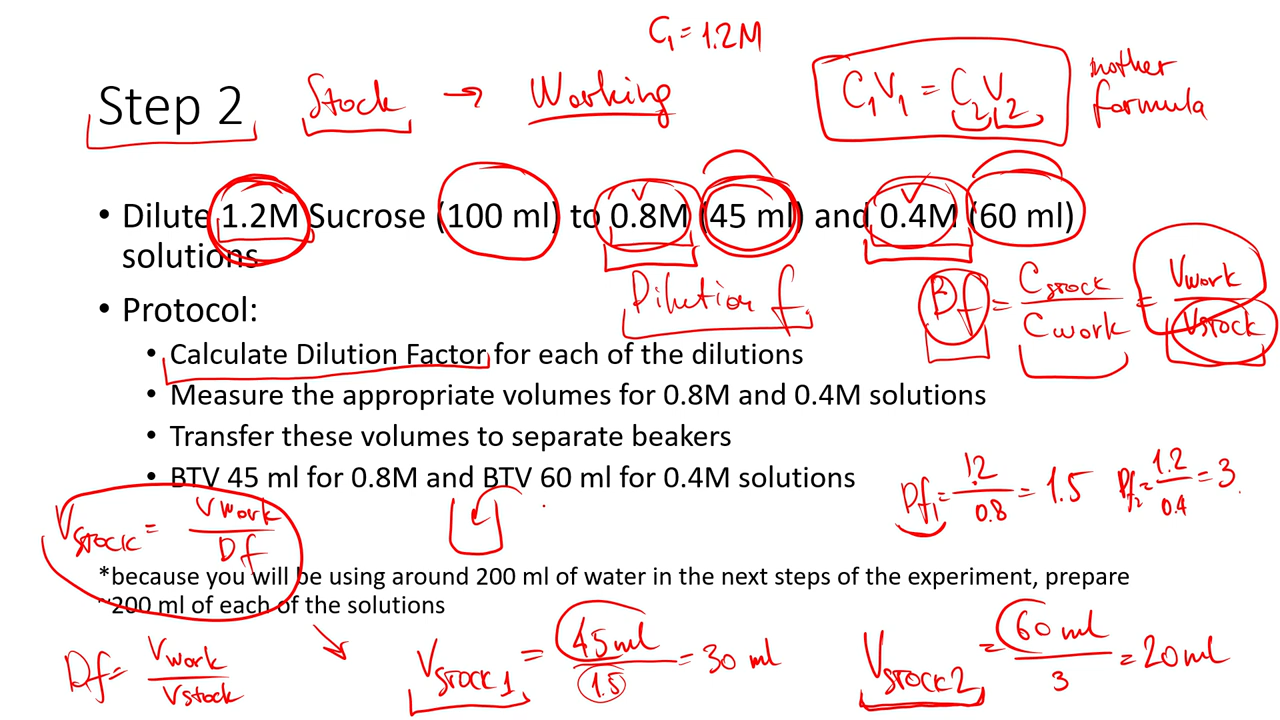 C₁ = 1.2M
Step 2 Stock → Working C₁V₁ = C₂V₂ mother formula
• Dilute 1.2M Sucrose (100 ml) to 0.8M (45 ml) and 0.4M (60 ml)
solutions
Dilution f. Df = Cstock / Cwork = Vwork / Vstock
• Protocol:
• Calculate Dilution Factor for each of the dilutions
• Measure the appropriate volumes for 0.8M and 0.4M solutions
• Transfer these volumes to separate beakers
• BTV 45 ml for 0.8M and BTV 60 ml for 0.4M solutions
Df₁ = 1.2 / 0.8 = 1.5 Df₂ = 1.2 / 0.4 = 3
Vstock = Vwork / Df
*because you will be using around 200 ml of water in the next steps of the experiment, prepare
~200 ml of each of the solutions
Df = Vwork / Vstock
Vstock1 = 45 ml / 1.5 = 30 ml
Vstock2 = 60 ml / 3 = 20 ml